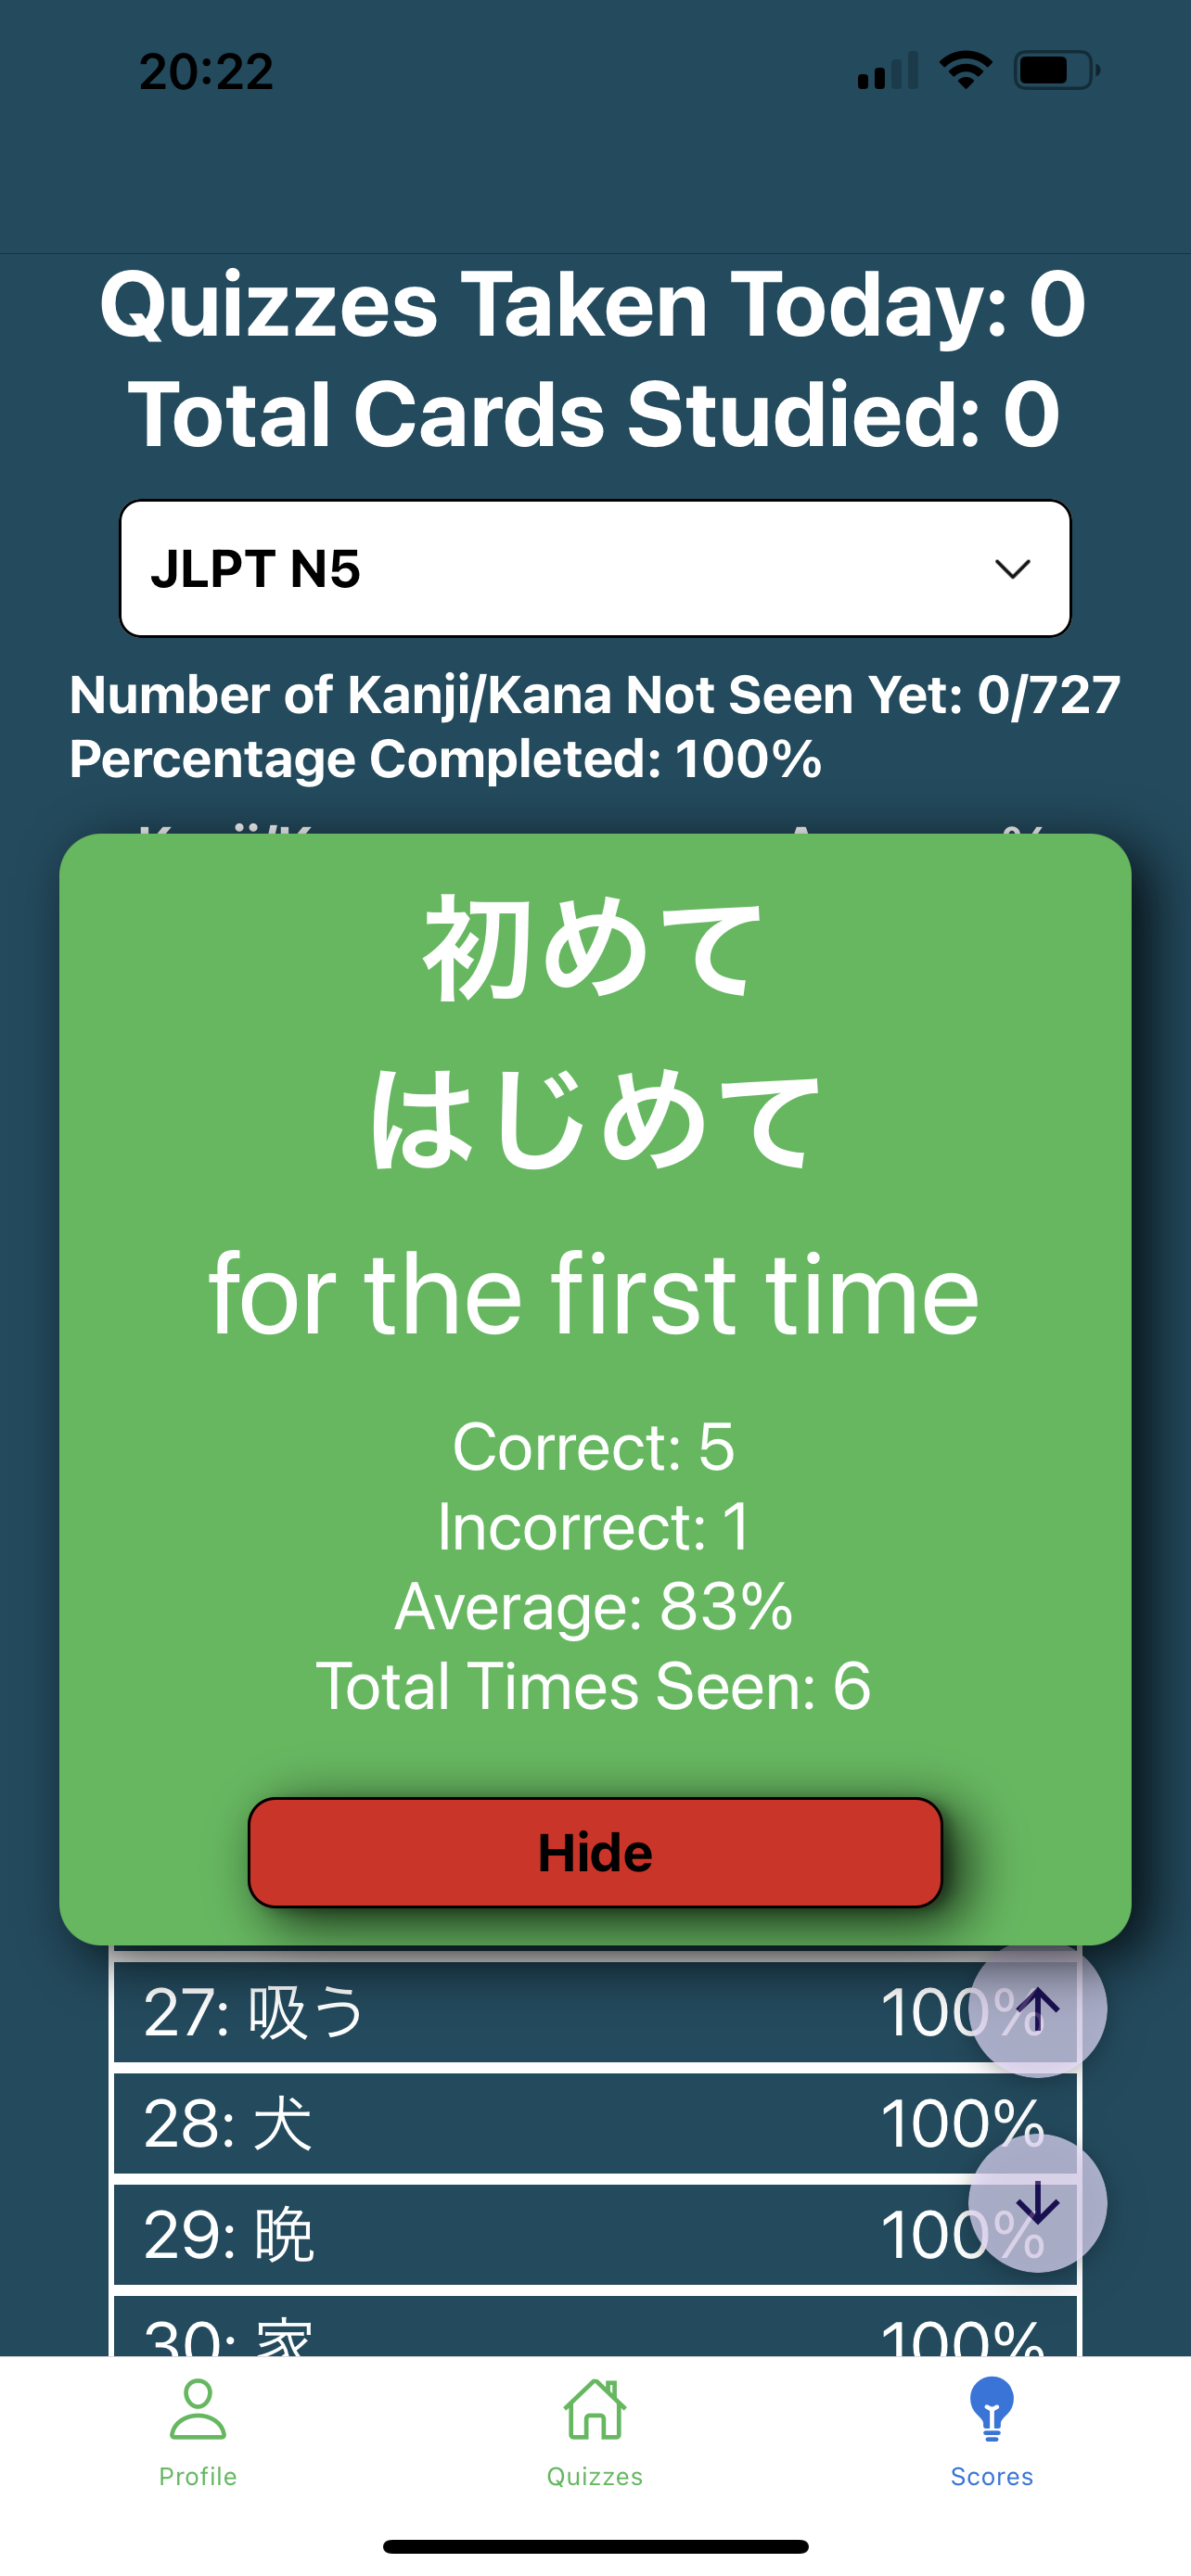 20:22
Quizzes Taken Today: 0
Total Cards Studied: 0
JLPT N5
Number of Kanji/Kana Not Seen Yet: 0/727
Percentage Completed: 100%
初めて
はじめて
for the first time
Correct: 5
Incorrect: 1
Average: 83%
Total Times Seen: 6
Hide
27: 吸う 100%
28: 犬 100%
29: 晩 100%
30: 家 100%
Profile Quizzes Scores